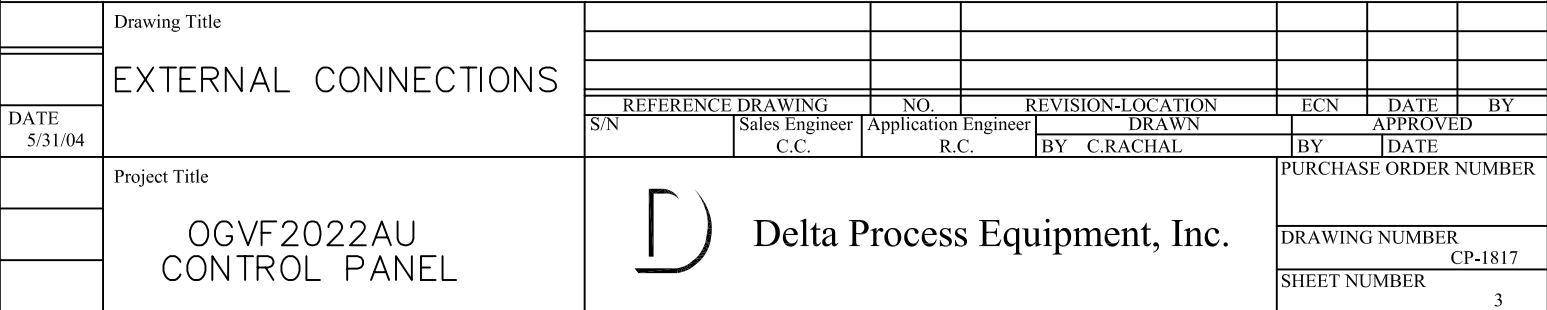 Drawing Title
EXTERNAL CONNECTIONS
DATE
5/31/04
REFERENCE DRAWING NO. REVISION-LOCATION ECN DATE BY
S/N Sales Engineer Application Engineer DRAWN APPROVED
C.C. R.C. BY C.RACHAL BY DATE
Project Title
OGVF2022AU
CONTROL PANEL
D Delta Process Equipment, Inc.
PURCHASE ORDER NUMBER
DRAWING NUMBER
CP-1817
SHEET NUMBER
3